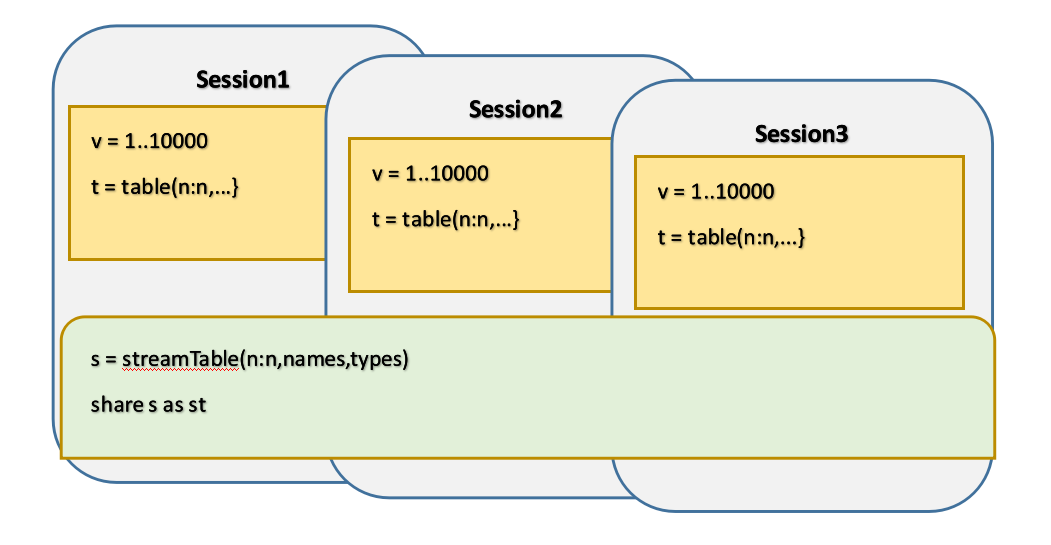 Session1
v = 1..10000
t = table(n:n,...}
Session2
v = 1..10000
t = table(n:n,...}
Session3
v = 1..10000
t = table(n:n,...}
s = streamTable(n:n,names,types)
share s as st